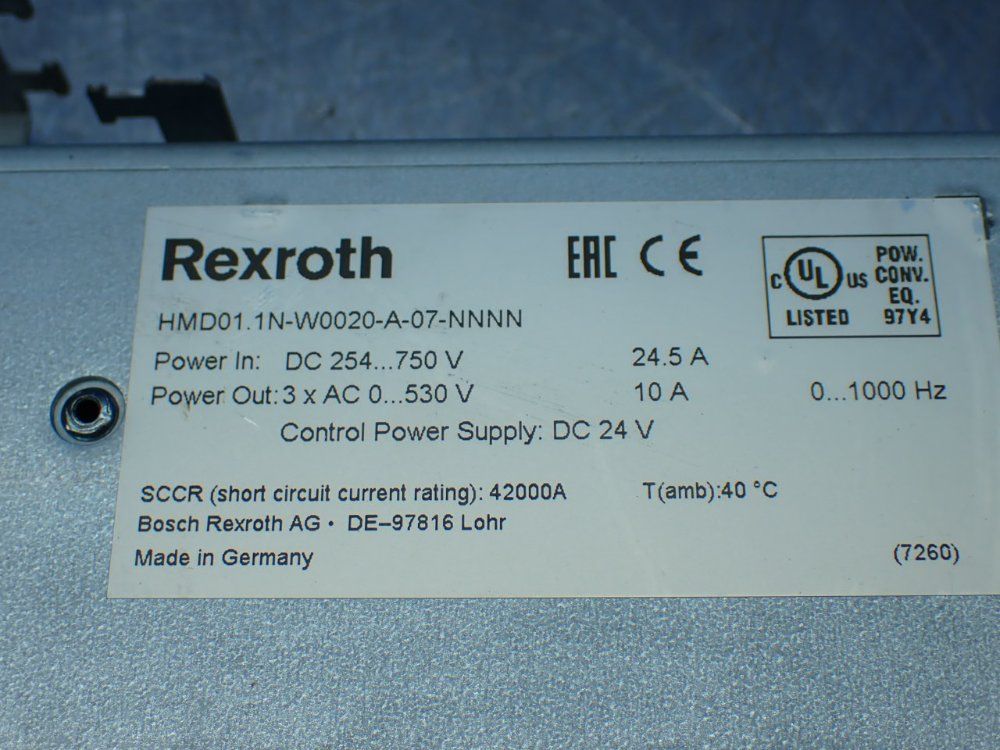 Rexroth
EAC CE
C UL US
LISTED
POW.
CONV.
EQ.
97Y4
HMD01.1N-W0020-A-07-NNNN
Power In: DC 254...750 V 24.5 A
Power Out: 3 x AC 0...530 V 10 A 0...1000 Hz
Control Power Supply: DC 24 V
SCCR (short circuit current rating): 42000A T(amb):40 °C
Bosch Rexroth AG • DE–97816 Lohr
Made in Germany (7260)